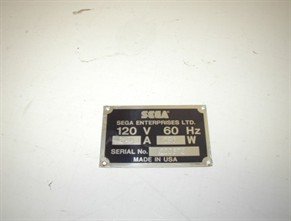 SEGA
SEGA ENTERPRISES LTD.
120 V 60 Hz
A W
SERIAL No.
MADE IN USA